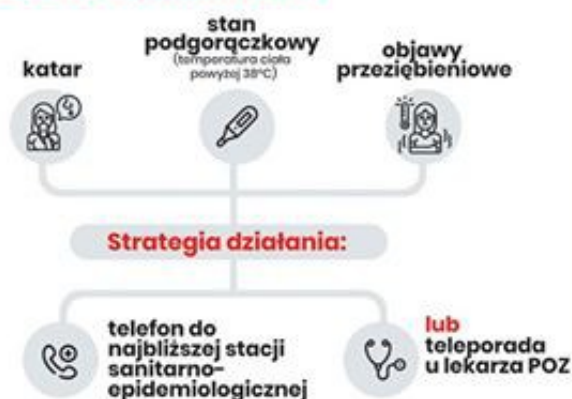 katar
stan
podgorączkowy
(temperatura ciała
powyżej 38°C)
objawy
przeziębieniowe
Strategia działania:
telefon do
najbliższej stacji
sanitarno-
epidemiologicznej
lub
teleporada
u lekarza POZ